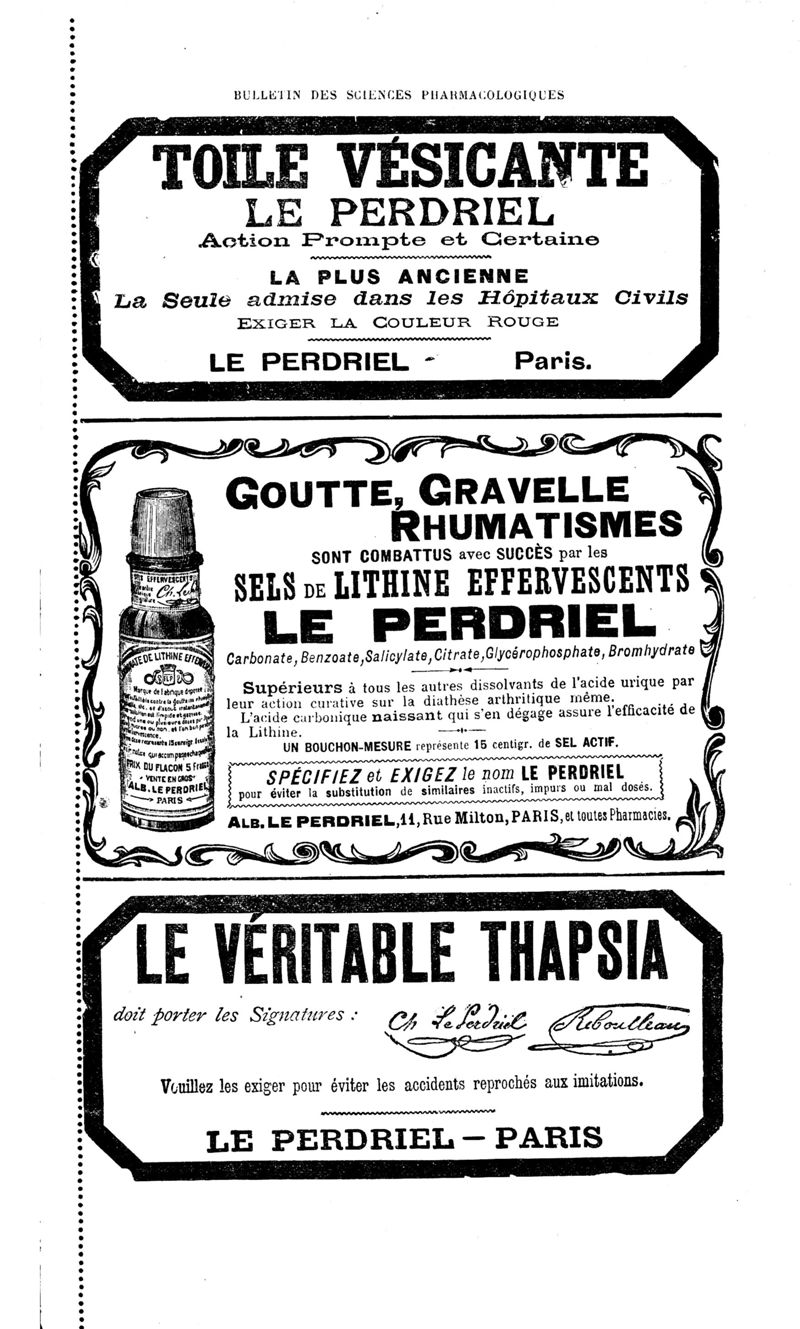 BULLETIN DES SCIENCES PHARMACOLOGIQUES
TOILE VÉSICANTE
LE PERDRIEL
Action Prompte et Certaine
LA PLUS ANCIENNE
La Seule admise dans les Hôpitaux Civils
EXIGER LA COULEUR ROUGE
LE PERDRIEL - Paris.
GOUTTE, GRAVELLE
RHUMATISMES
SONT COMBATTUS avec SUCCÈS par les
SELS DE LITHINE EFFERVESCENTS
LE PERDRIEL
Carbonate, Benzoate, Salicylate, Citrate, Glycérophosphate, Bromhydrate
Supérieurs à tous les autres dissolvants de l'acide urique par
leur action curative sur la diathèse arthritique même.
L'acide carbonique naissant qui s'en dégage assure l'efficacité de
la Lithine.
UN BOUCHON-MESURE représente 15 centigr. de SEL ACTIF.
SPÉCIFIEZ et EXIGEZ le nom LE PERDRIEL
pour éviter la substitution de similaires inactifs, impurs ou mal dosés.
ALB. LE PERDRIEL, 11, Rue Milton, PARIS, et toutes Pharmacies.
EFFERVESCENTS
DE LITHINE
Marque de fabrique déposée
PRIX DU FLACON 5 Francs
VENTE EN GROS
ALB. LE PERDRIEL
PARIS
LE VÉRITABLE THAPSIA
doit porter les Signatures : Ch Le Perdriel Reboulleau
Veuillez les exiger pour éviter les accidents reprochés aux imitations.
LE PERDRIEL — PARIS